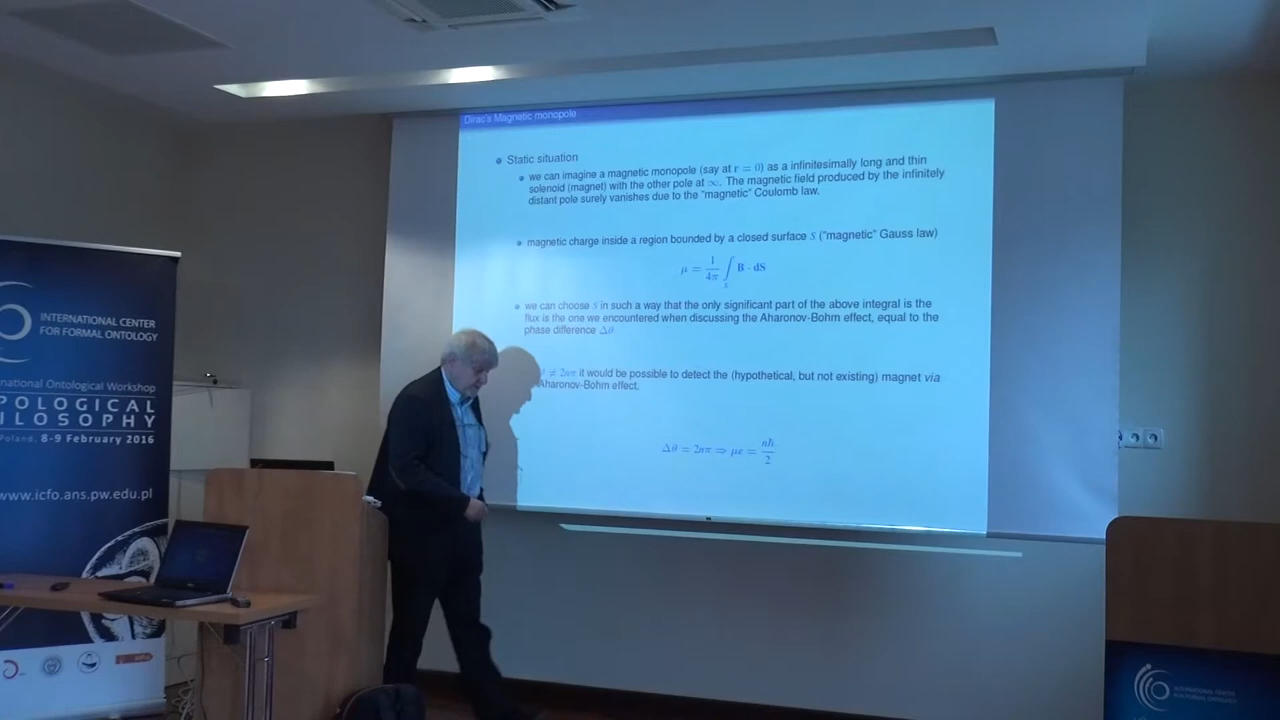 Dirac's Magnetic monopole
Static situation
we can imagine a magnetic monopole (say at r = 0) as a infinitesimally long and thin
solenoid (magnet) with the other pole at ∞. The magnetic field produced by the infinitely
distant pole surely vanishes due to the "magnetic" Coulomb law.
magnetic charge inside a region bounded by a closed surface S ("magnetic" Gauss law)
μ = 1/4π ∫S B · dS
we can choose S in such a way that the only significant part of the above integral is the
flux is the one we encountered when discussing the Aharonov-Bohm effect, equal to the
phase difference Δθ
≠ 2nπ it would be possible to detect the (hypothetical, but not existing) magnet via
Aharonov-Bohm effect.
Δθ = 2nπ ⇒ μe = nħ/2
INTERNATIONAL CENTER
FOR FORMAL ONTOLOGY
national Ontological Workshop
POLOGICAL
ILOSOPHY
Poland, 8-9 February 2016
www.icfo.ans.pw.edu.pl
INTERNATIONAL CENTER
FOR FORMAL ONTOLOGY